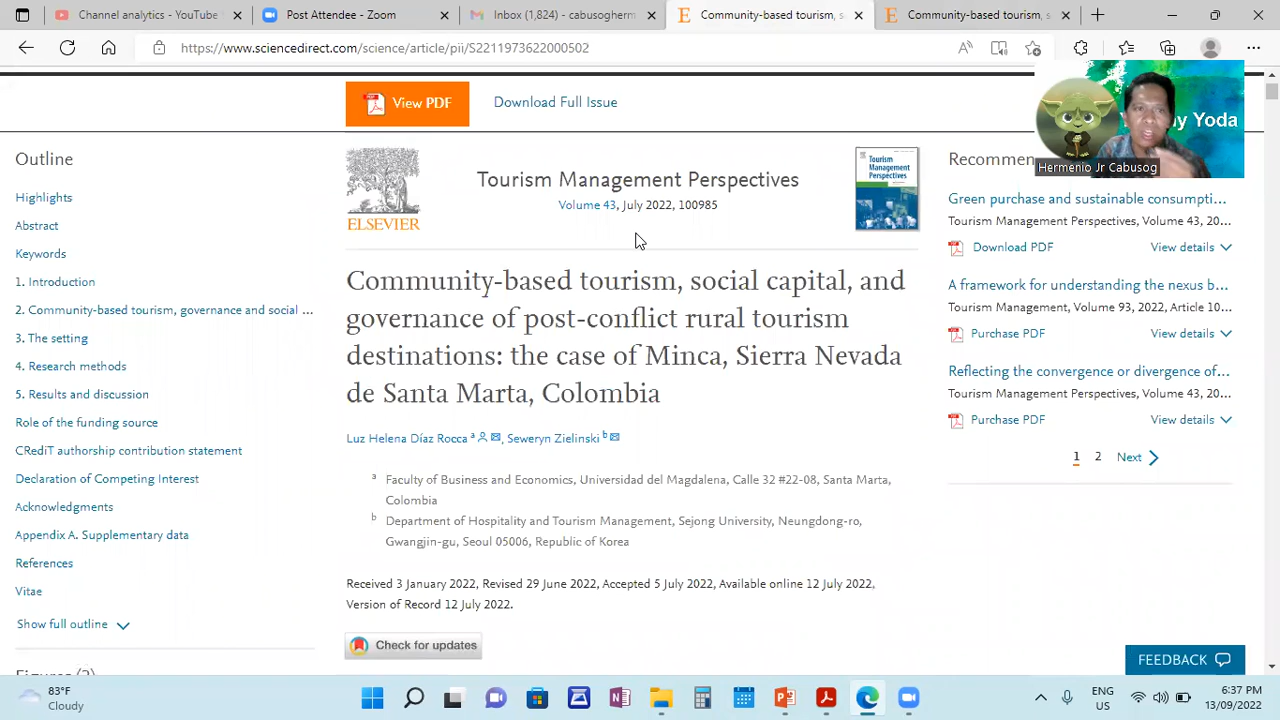 Channel analytics - YouTube
Post Attendee - Zoom
Inbox (1,824) - cabusogherm
Community-based tourism, s
Community-based tourism, so
https://www.sciencedirect.com/science/article/pii/S2211973622000502
View PDF
Download Full Issue
y Yoda
Hermenio Jr Cabusog
Outline
Highlights
Abstract
Keywords
1. Introduction
2. Community-based tourism, governance and social ...
3. The setting
4. Research methods
5. Results and discussion
Role of the funding source
CRediT authorship contribution statement
Declaration of Competing Interest
Acknowledgments
Appendix A. Supplementary data
References
Vitae
Show full outline
Figures (2)
ELSEVIER
Tourism Management Perspectives
Volume 43, July 2022, 100985
Tourism
Management
Perspectives
Community-based tourism, social capital, and
governance of post-conflict rural tourism
destinations: the case of Minca, Sierra Nevada
de Santa Marta, Colombia
Luz Helena Díaz Rocca a, Seweryn Zielinski b
a Faculty of Business and Economics, Universidad del Magdalena, Calle 32 #22-08, Santa Marta,
Colombia
b Department of Hospitality and Tourism Management, Sejong University, Neungdong-ro,
Gwangjin-gu, Seoul 05006, Republic of Korea
Received 3 January 2022, Revised 29 June 2022, Accepted 5 July 2022, Available online 12 July 2022,
Version of Record 12 July 2022.
Check for updates
Recommen
Green purchase and sustainable consumpti...
Tourism Management Perspectives, Volume 43, 20...
Download PDF
View details
A framework for understanding the nexus b...
Tourism Management, Volume 93, 2022, Article 10...
Purchase PDF
View details
Reflecting the convergence or divergence of...
Tourism Management Perspectives, Volume 43, 20...
Purchase PDF
View details
1 2 Next
FEEDBACK
83°F
Cloudy
ENG
US
6:37 PM
13/09/2022